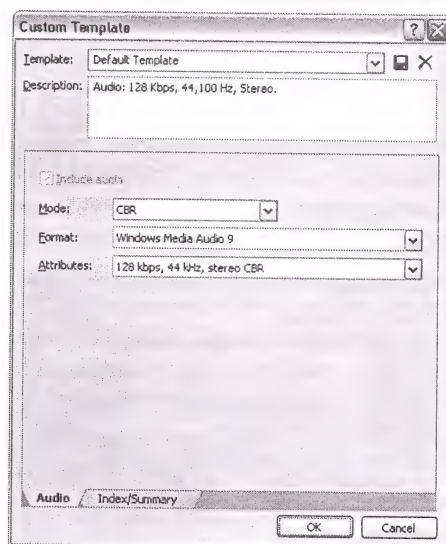 Custom Template
Template: Default Template
Description: Audio: 128 Kbps, 44,100 Hz, Stereo.
Include audio
Mode: CBR
Format: Windows Media Audio 9
Attributes: 128 kbps, 44 kHz, stereo CBR
Audio Index/Summary
OK Cancel